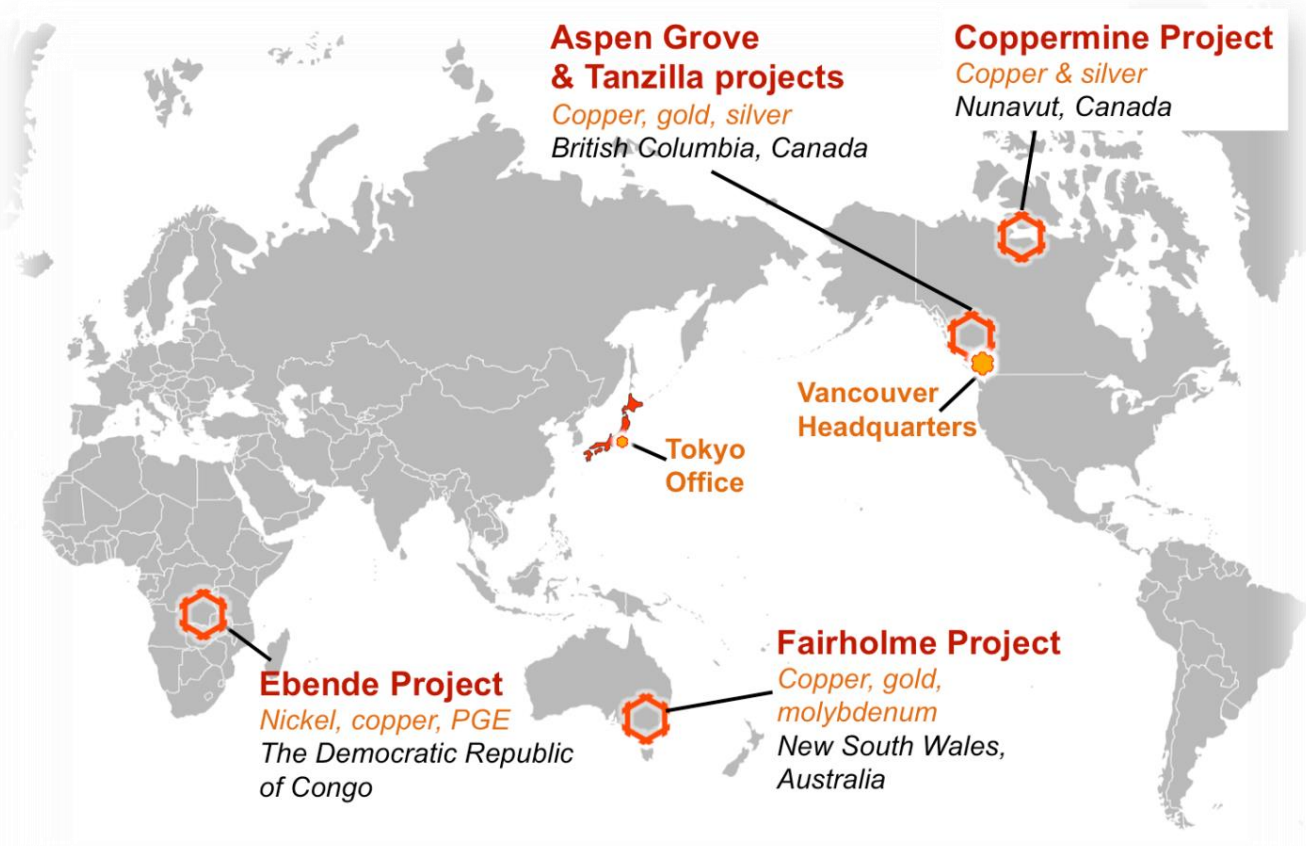 Aspen Grove
& Tanzilla projects
Copper, gold, silver
British Columbia, Canada
Coppermine Project
Copper & silver
Nunavut, Canada
Vancouver
Headquarters
Tokyo
Office
Ebende Project
Nickel, copper, PGE
The Democratic Republic
of Congo
Fairholme Project
Copper, gold,
molybdenum
New South Wales,
Australia